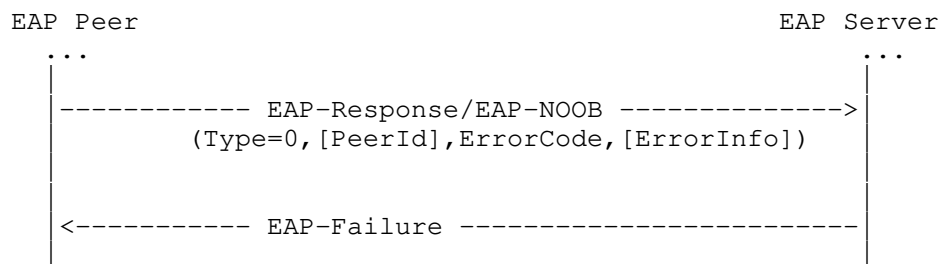 EAP Peer EAP Server
... ...
|------------ EAP-Response/EAP-NOOB -------------->|
(Type=0,[PeerId],ErrorCode,[ErrorInfo])
|<----------- EAP-Failure -------------------------|